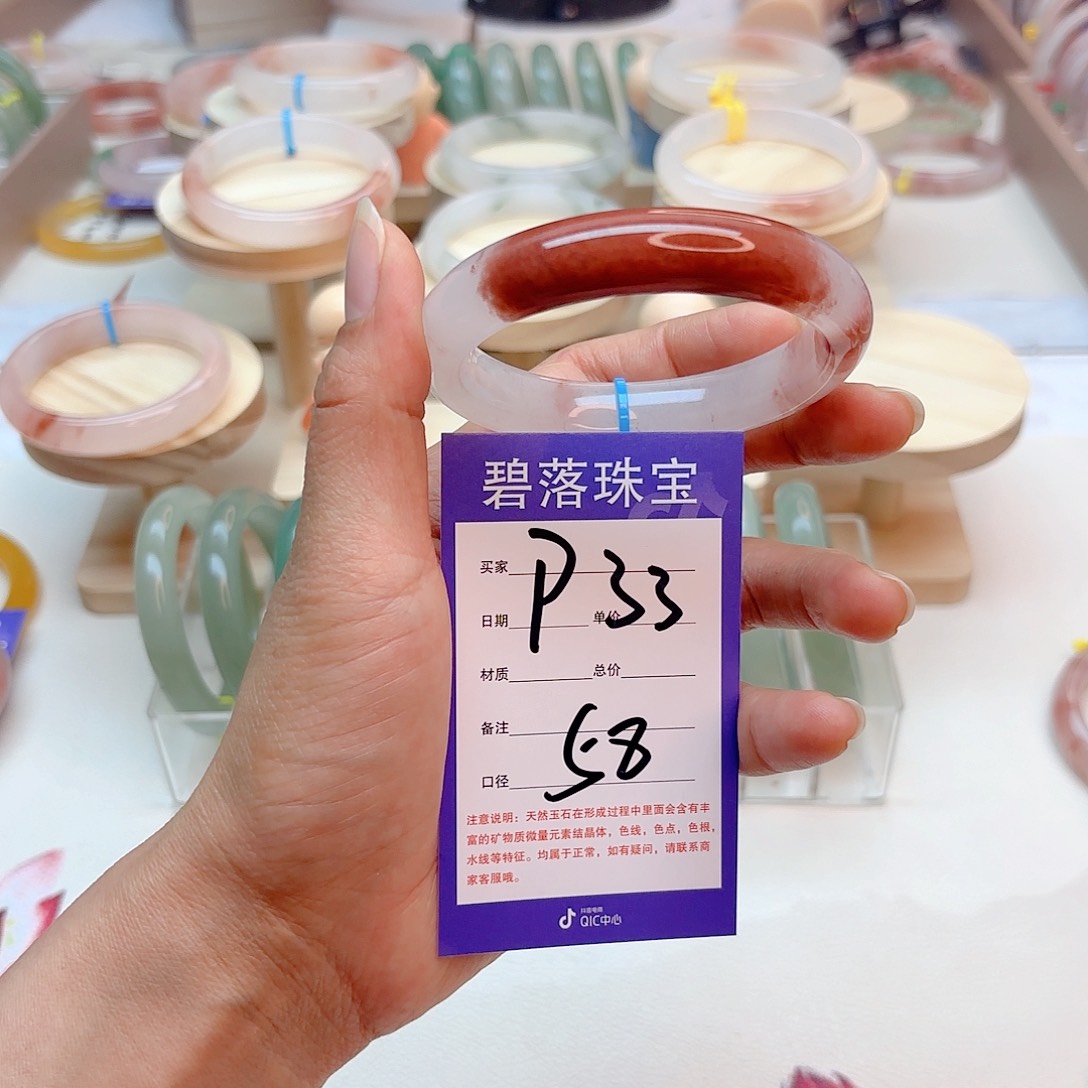 碧落珠宝
买家
P33
日期 单价
材质 总价
备注
58
口径
注意说明：天然玉石在形成过程中里面会含有丰
富的矿物质微量元素结晶体，色线，色点，色根，
水线等特征。均属于正常，如有疑问，请联系商
家客服哦。
抖音电商
QIC中心